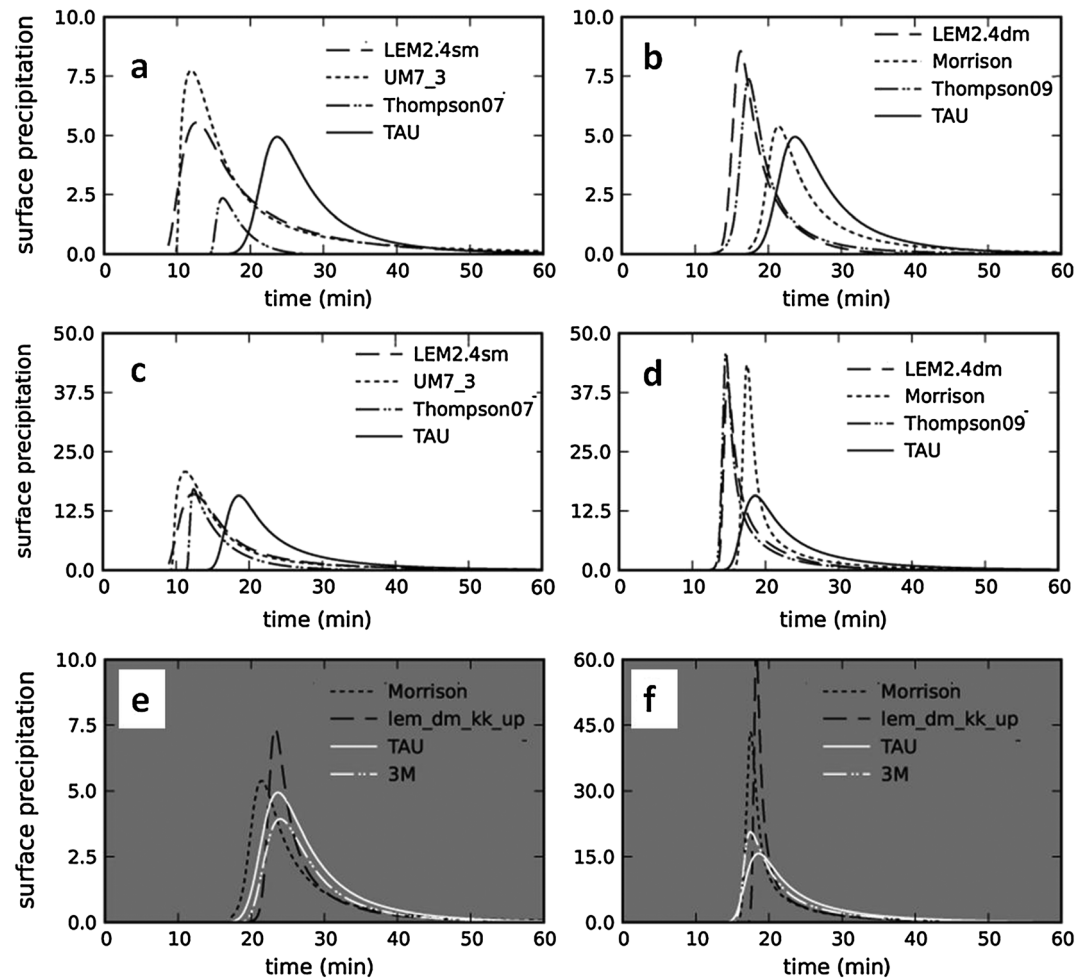 a
LEM2.4sm
UM7_3
Thompson07
TAU
surface precipitation
10.0
7.5
5.0
2.5
0.0
0 10 20 30 40 50 60
time (min)
b
LEM2.4dm
Morrison
Thompson09
TAU
10.0
7.5
5.0
2.5
0.0
0 10 20 30 40 50 60
time (min)
c
LEM2.4sm
UM7_3
Thompson07
TAU
surface precipitation
50.0
37.5
25.0
12.5
0.0
0 10 20 30 40 50 60
time (min)
d
LEM2.4dm
Morrison
Thompson09
TAU
50.0
37.5
25.0
12.5
0.0
0 10 20 30 40 50 60
time (min)
e
Morrison
lem_dm_kk_up
TAU
3M
surface precipitation
10.0
7.5
5.0
2.5
0.0
0 10 20 30 40 50 60
time (min)
f
Morrison
lem_dm_kk_up
TAU
3M
60.0
45.0
30.0
15.0
0.0
0 10 20 30 40 50 60
time (min)